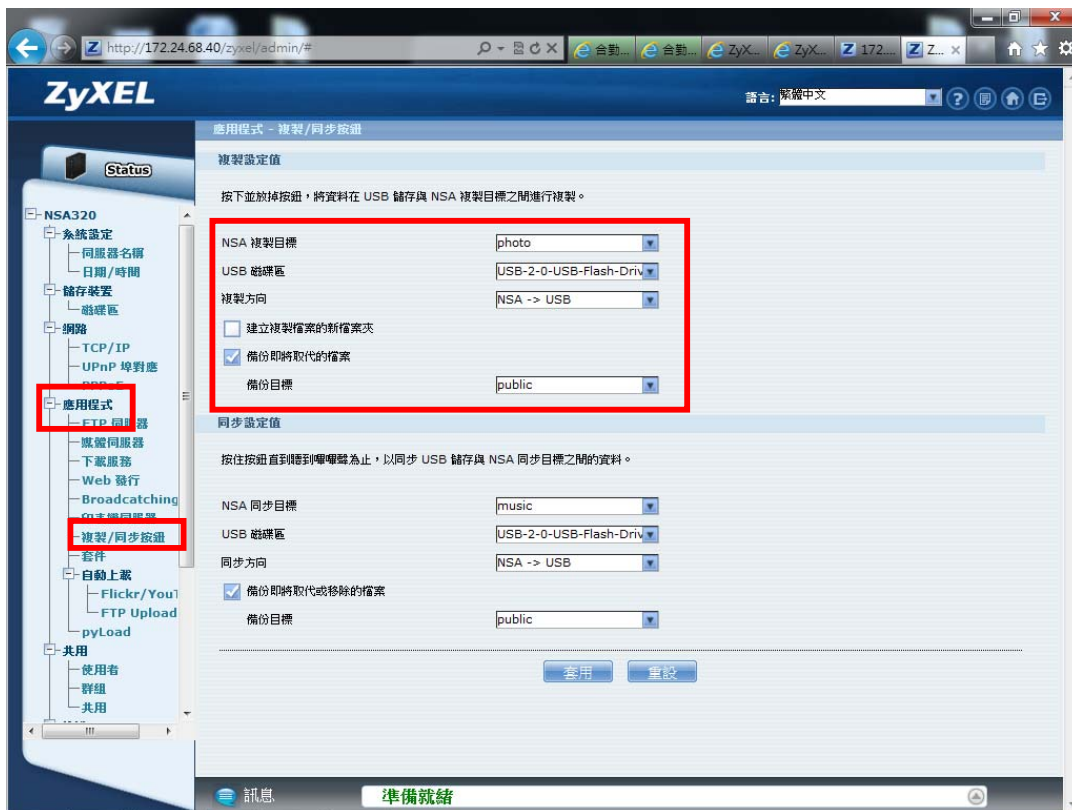 http://172.24.68.40/zyxel/admin/#
合勤... 合勤... ZyX... ZyX... 172.... Z...
ZyXEL
語言: 繁體中文
應用程式 - 複製/同步按鈕
Status
複製設定值
按下並放掉按鈕，將資料在 USB 儲存與 NSA 複製目標之間進行複製。
NSA 複製目標 photo
USB 磁碟區 USB-2-0-USB-Flash-Driv
複製方向 NSA -> USB
建立複製檔案的新檔案夾
備份即將取代的檔案
備份目標 public
同步設定值
按住按鈕直到聽到嗶嗶聲為止，以同步 USB 儲存與 NSA 同步目標之間的資料。
NSA 同步目標 music
USB 磁碟區 USB-2-0-USB-Flash-Driv
同步方向 NSA -> USB
備份即將取代或移除的檔案
備份目標 public
套用 重設
NSA320
系統設定
伺服器名稱
日期/時間
儲存裝置
磁碟區
網路
TCP/IP
UPnP 埠對應
應用程式
FTP 伺服器
媒體伺服器
下載服務
Web 發行
Broadcatching
複製/同步按鈕
套件
自動上載
Flickr/YouT
FTP Upload
pyLoad
共用
使用者
群組
共用
訊息 準備就緒